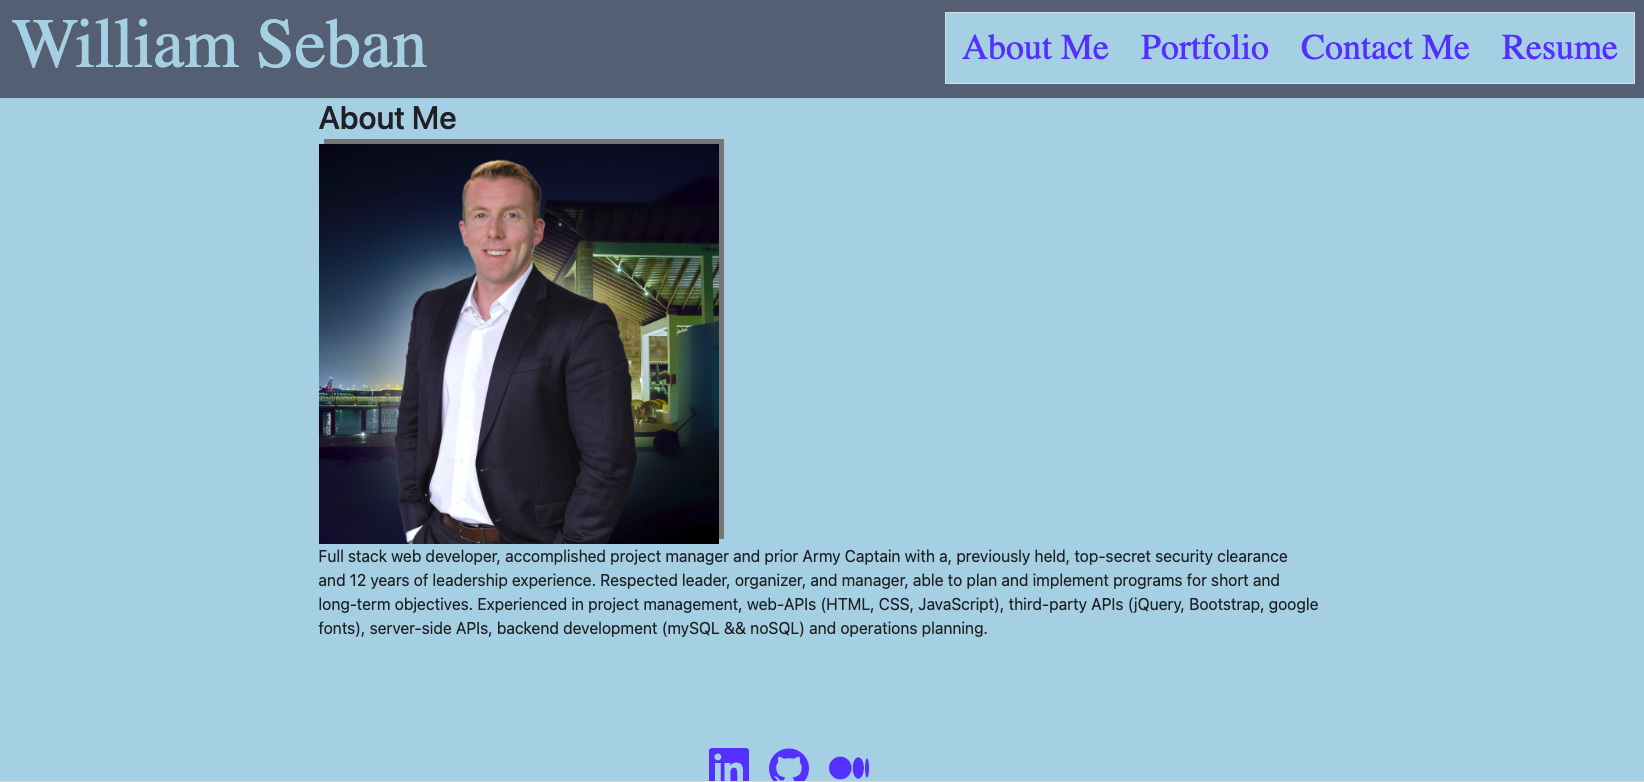 William Seban
About Me Portfolio Contact Me Resume
About Me
Full stack web developer, accomplished project manager and prior Army Captain with a, previously held, top-secret security clearance
and 12 years of leadership experience. Respected leader, organizer, and manager, able to plan and implement programs for short and
long-term objectives. Experienced in project management, web-APIs (HTML, CSS, JavaScript), third-party APIs (jQuery, Bootstrap, google
fonts), server-side APIs, backend development (mySQL && noSQL) and operations planning.
in